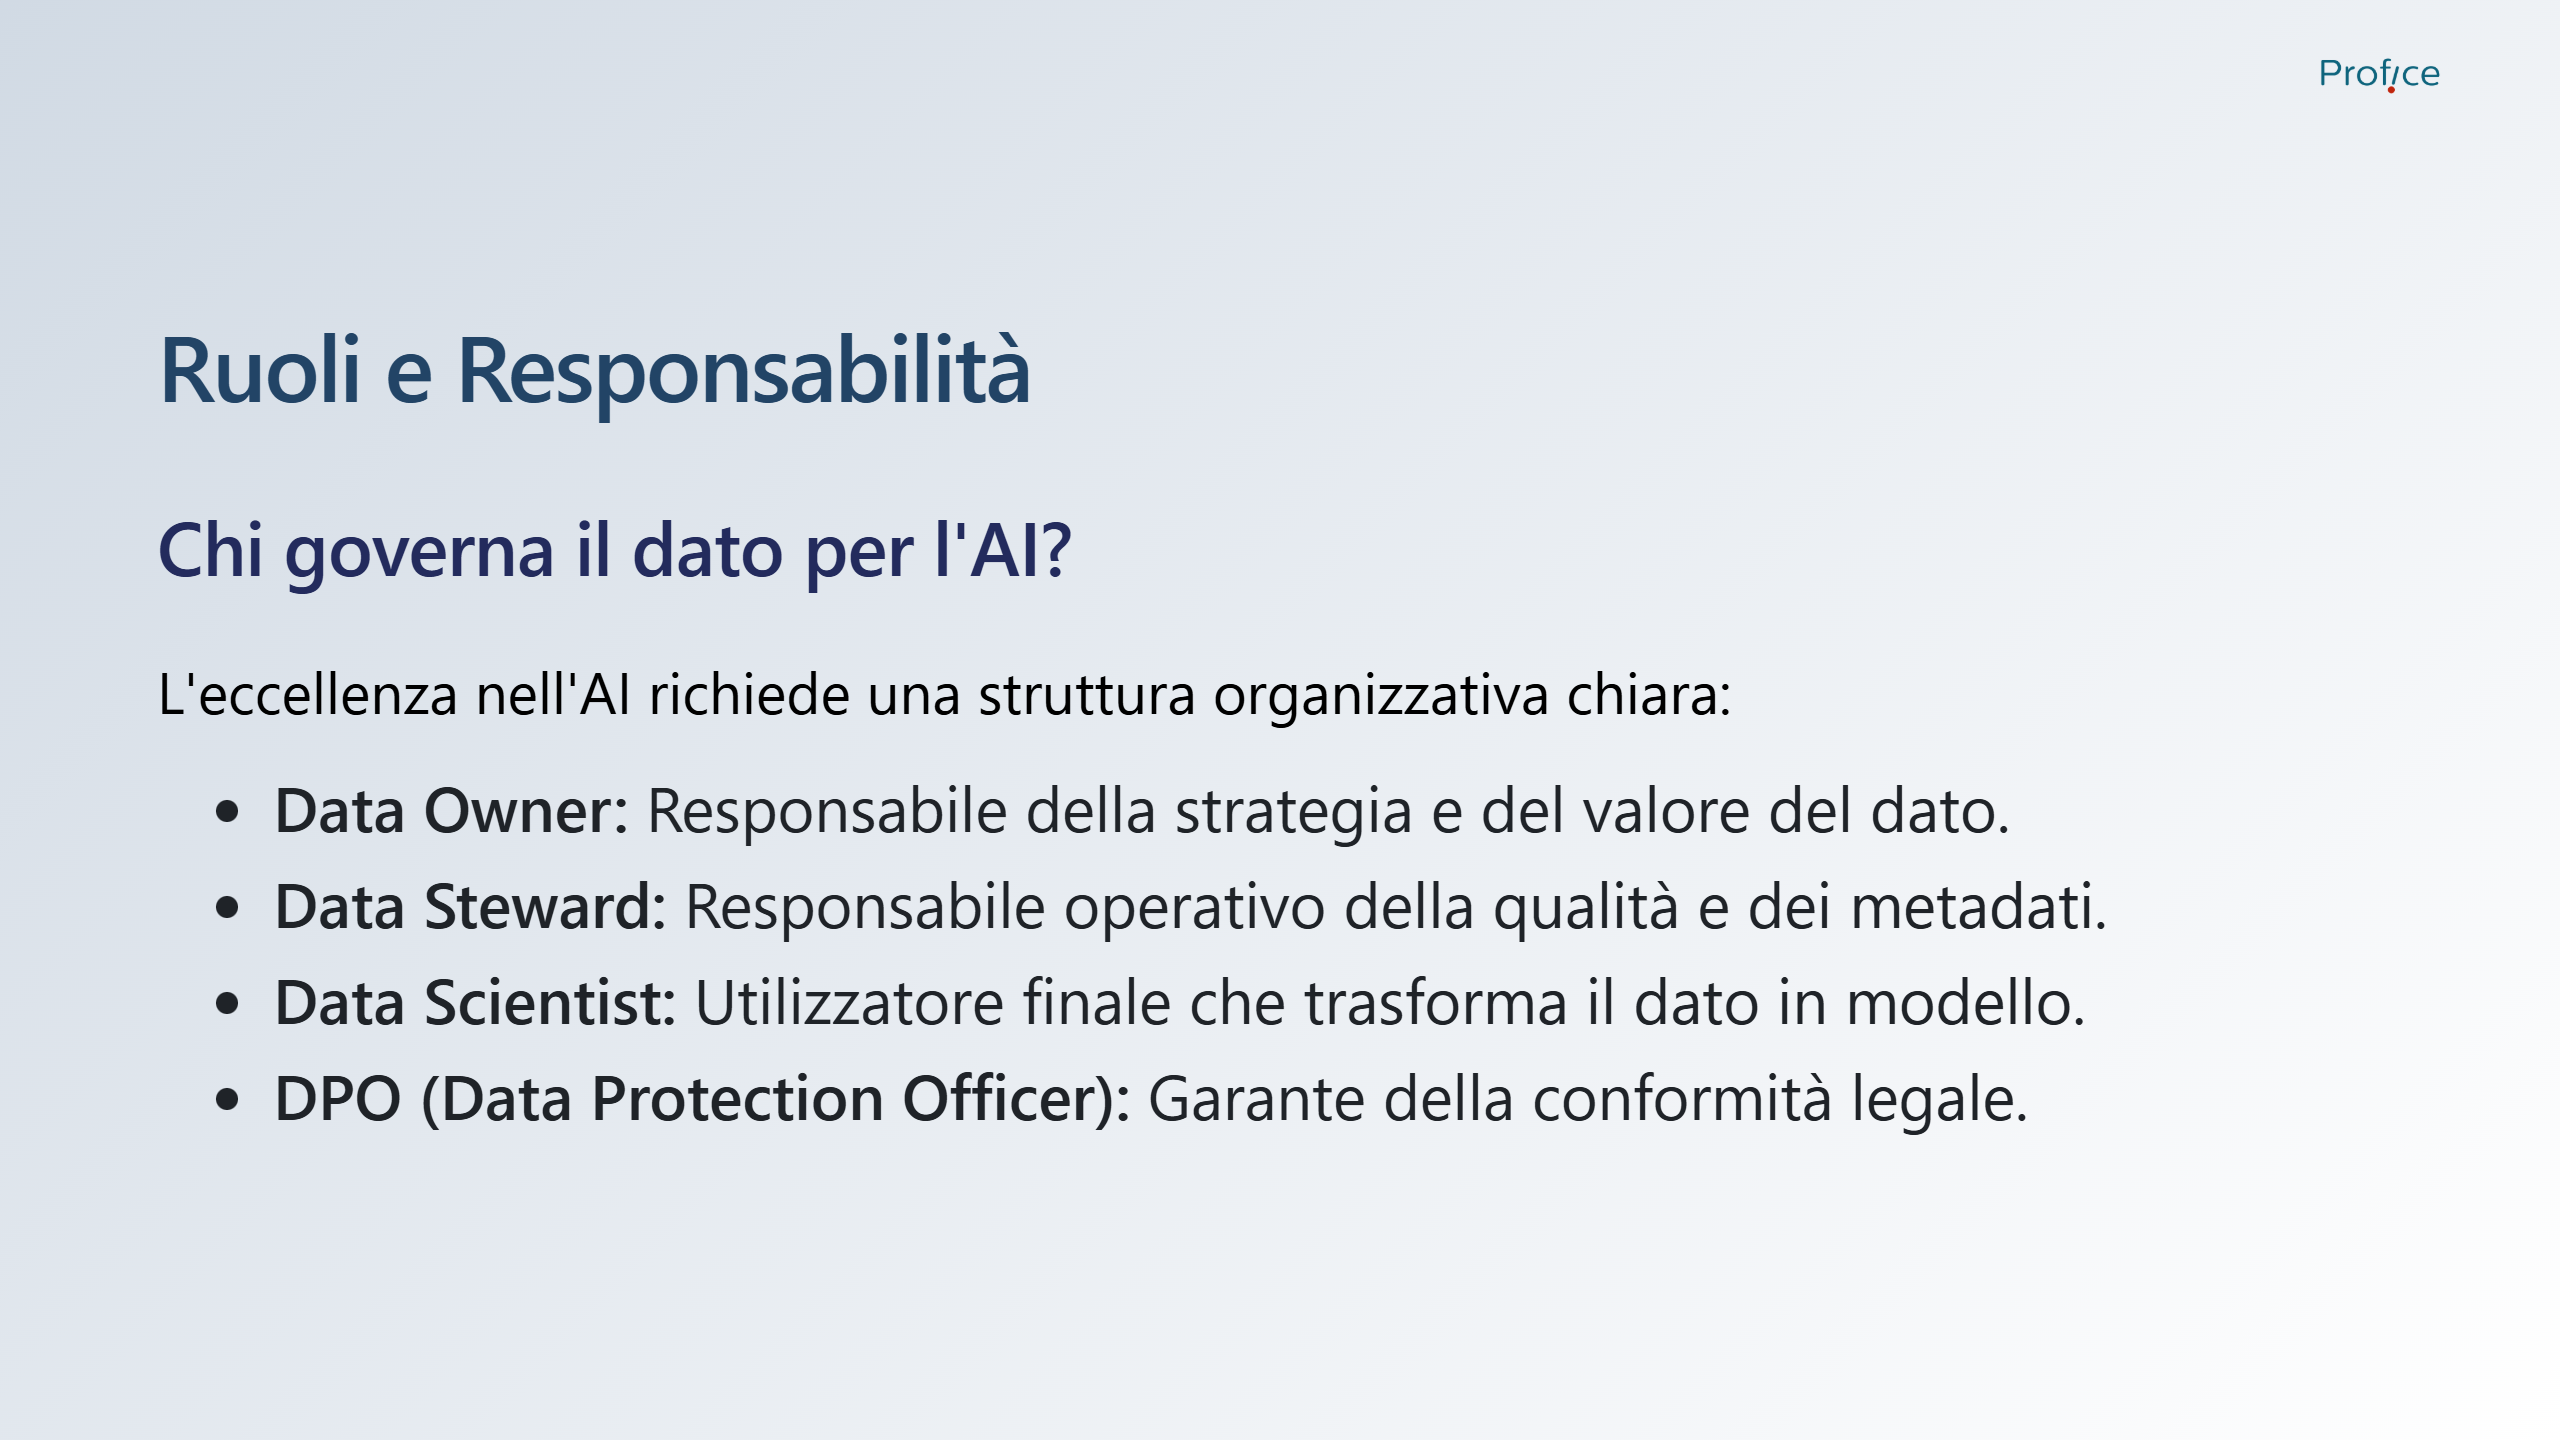 Profice
Ruoli e Responsabilità
Chi governa il dato per l'AI?
L'eccellenza nell'AI richiede una struttura organizzativa chiara:
• Data Owner: Responsabile della strategia e del valore del dato.
• Data Steward: Responsabile operativo della qualità e dei metadati.
• Data Scientist: Utilizzatore finale che trasforma il dato in modello.
• DPO (Data Protection Officer): Garante della conformità legale.